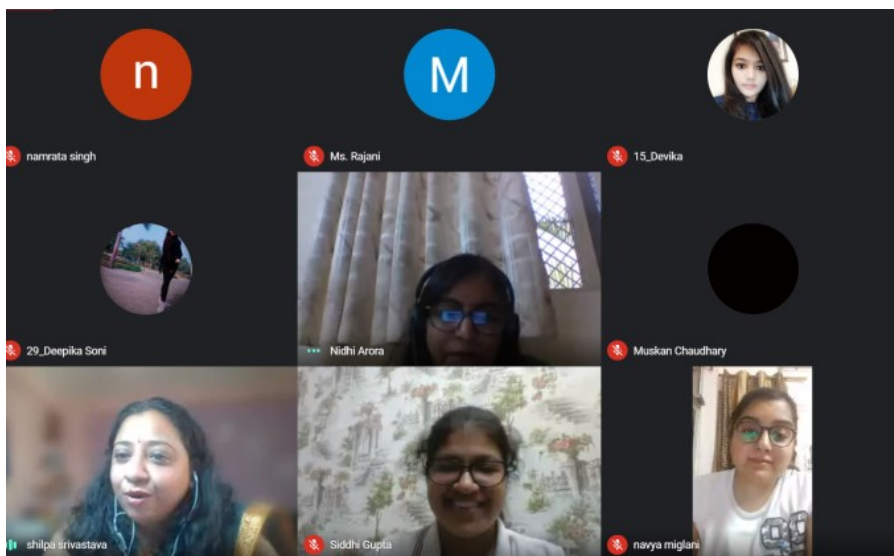 n
M
namrata singh
Ms. Rajani
15_Devika
29_Deepika Soni
Nidhi Arora
Muskan Chaudhary
shilpa srivastava
Siddhi Gupta
navya miglani